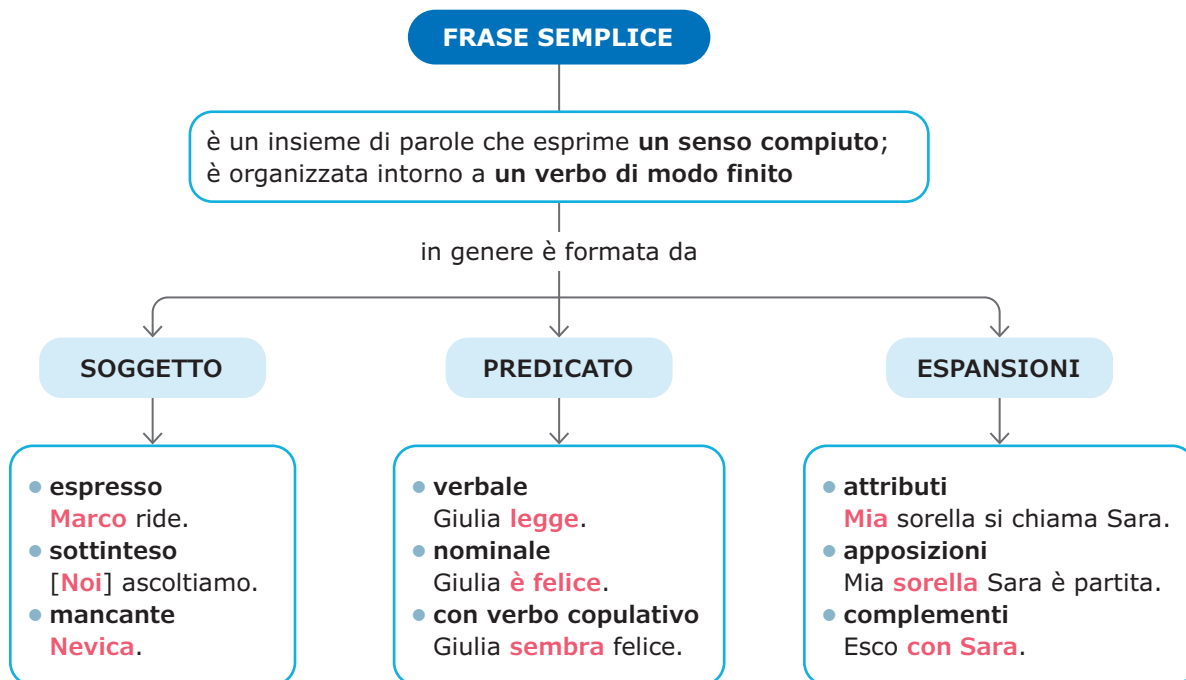 FRASE SEMPLICE
è un insieme di parole che esprime un senso compiuto;
è organizzata intorno a un verbo di modo finito
in genere è formata da
SOGGETTO
PREDICATO
ESPANSIONI
• espresso
Marco ride.
• sottinteso
[Noi] ascoltiamo.
• mancante
Nevica.
• verbale
Giulia legge.
• nominale
Giulia è felice.
• con verbo copulativo
Giulia sembra felice.
• attributi
Mia sorella si chiama Sara.
• apposizioni
Mia sorella Sara è partita.
• complementi
Esco con Sara.